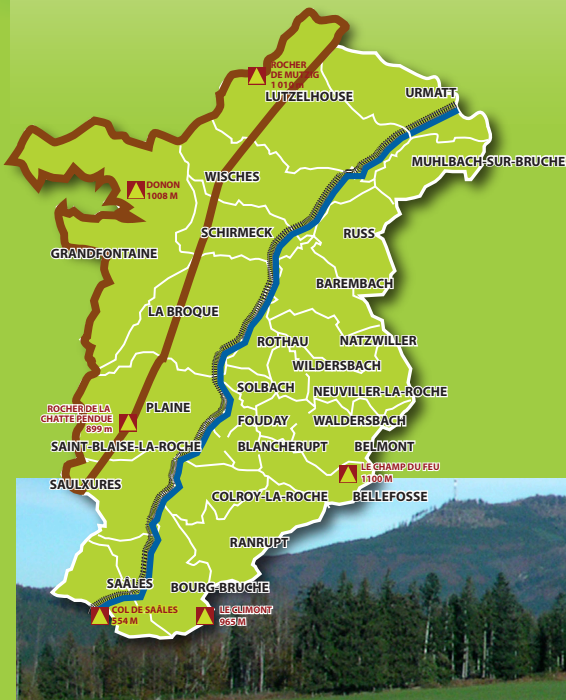 ROCHER
DE MUTZIG
1 010 M
LUTZELHOUSE
URMATT
MUHLBACH-SUR-BRUCHE
WISCHES
DONON
1008 M
SCHIRMECK
RUSS
GRANDFONTAINE
BAREMBACH
LA BROQUE
ROTHAU
NATZWILLER
WILDERSBACH
SOLBACH
NEUVILLER-LA-ROCHE
PLAINE
ROCHER DE LA
CHATTE PENDUE
899 m
FOUDAY
WALDERSBACH
SAINT-BLAISE-LA-ROCHE
BLANCHERUPT
BELMONT
LE CHAMP DU FEU
1100 M
SAULXURES
COLROY-LA-ROCHE
BELLEFOSSE
RANRUPT
SAÂLES
BOURG-BRUCHE
COL DE SAÂLES
554 M
LE CLIMONT
965 M